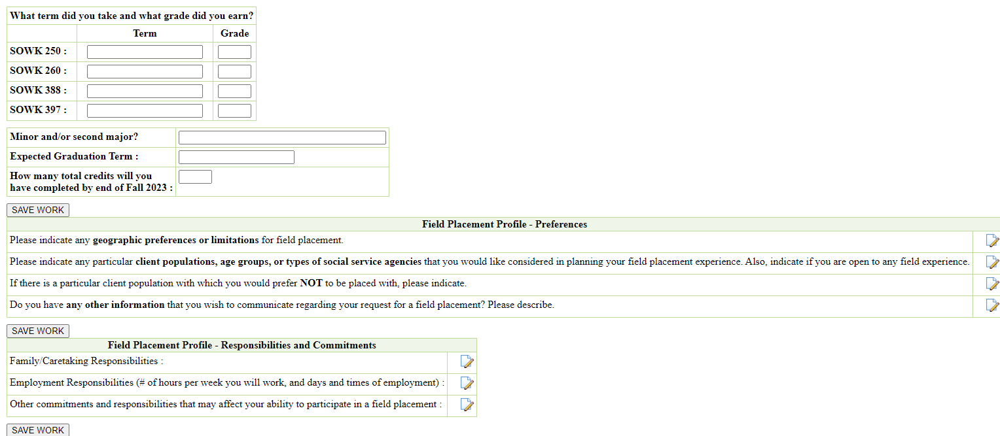 What term did you take and what grade did you earn?
Term Grade
SOWK 250 :
SOWK 260 :
SOWK 388 :
SOWK 397 :
Minor and/or second major?
Expected Graduation Term :
How many total credits will you
have completed by end of Fall 2023 :
SAVE WORK
Field Placement Profile - Preferences
Please indicate any geographic preferences or limitations for field placement.
Please indicate any particular client populations, age groups, or types of social service agencies that you would like considered in planning your field placement experience. Also, indicate if you are open to any field experience.
If there is a particular client population with which you would prefer NOT to be placed with, please indicate.
Do you have any other information that you wish to communicate regarding your request for a field placement? Please describe.
SAVE WORK
Field Placement Profile - Responsibilities and Commitments
Family/Caretaking Responsibilities :
Employment Responsibilities (# of hours per week you will work, and days and times of employment) :
Other commitments and responsibilities that may affect your ability to participate in a field placement :
SAVE WORK